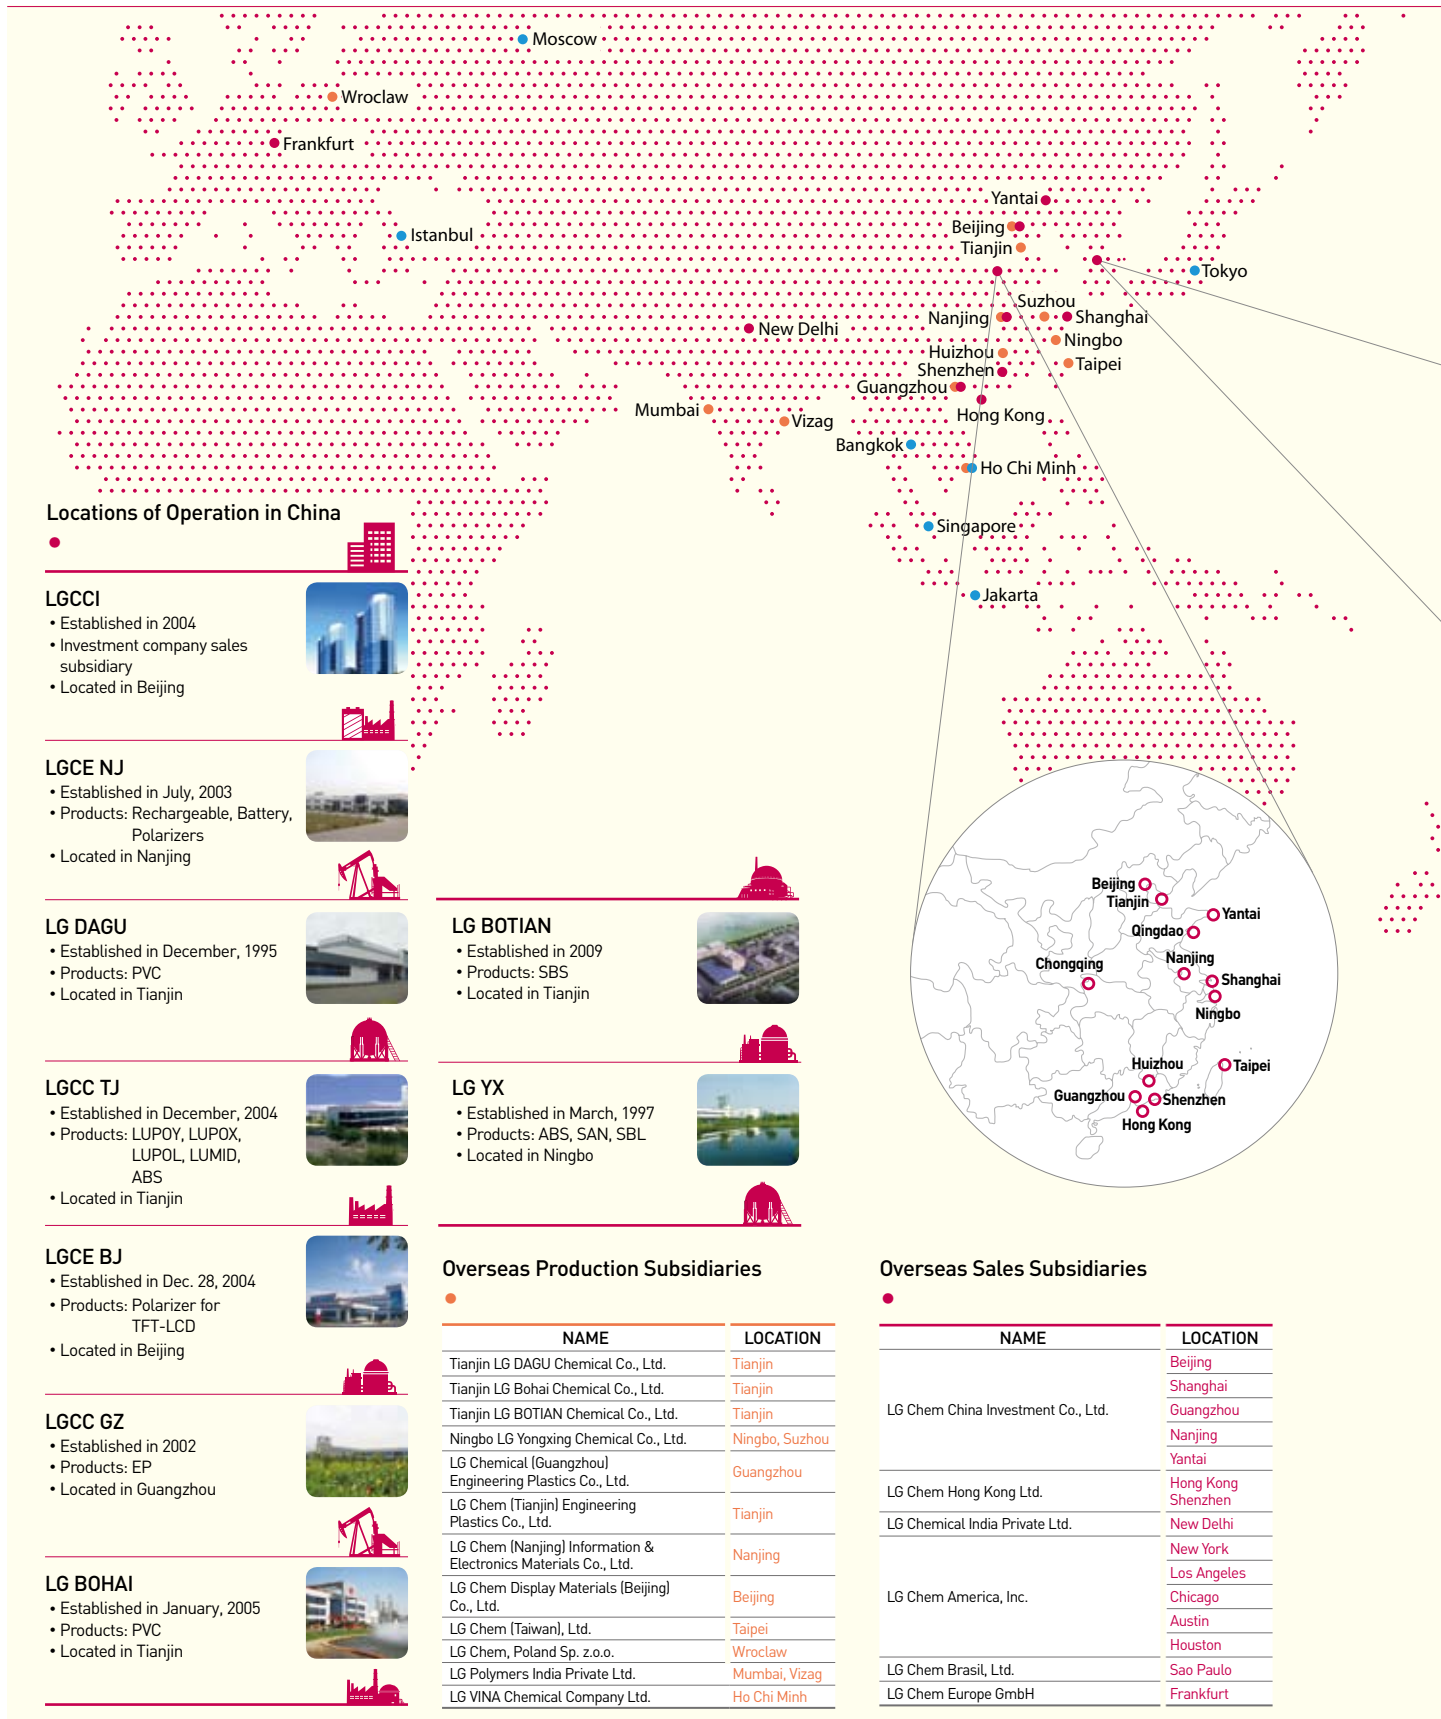 Moscow
Wroclaw
Frankfurt
Istanbul
Yantai
Beijing
Tianjin
Tokyo
Suzhou
Nanjing
Shanghai
New Delhi
Ningbo
Huizhou
Taipei
Shenzhen
Guangzhou
Mumbai
Hong Kong
Vizag
Bangkok
Ho Chi Minh
Singapore
Jakarta
Locations of Operation in China
LGCCI
• Established in 2004
• Investment company sales
subsidiary
• Located in Beijing
LGCE NJ
• Established in July, 2003
• Products: Rechargeable, Battery,
Polarizers
• Located in Nanjing
LG DAGU
• Established in December, 1995
• Products: PVC
• Located in Tianjin
LGCC TJ
• Established in December, 2004
• Products: LUPOY, LUPOX,
LUPOL, LUMID,
ABS
• Located in Tianjin
LGCE BJ
• Established in Dec. 28, 2004
• Products: Polarizer for
TFT-LCD
• Located in Beijing
LGCC GZ
• Established in 2002
• Products: EP
• Located in Guangzhou
LG BOHAI
• Established in January, 2005
• Products: PVC
• Located in Tianjin
LG BOTIAN
• Established in 2009
• Products: SBS
• Located in Tianjin
LG YX
• Established in March, 1997
• Products: ABS, SAN, SBL
• Located in Ningbo
Beijing
Tianjin
Yantai
Qingdao
Nanjing
Chongqing
Shanghai
Ningbo
Huizhou
Taipei
Guangzhou
Shenzhen
Hong Kong
Overseas Production Subsidiaries
NAME LOCATION
Tianjin LG DAGU Chemical Co., Ltd. Tianjin
Tianjin LG Bohai Chemical Co., Ltd. Tianjin
Tianjin LG BOTIAN Chemical Co., Ltd. Tianjin
Ningbo LG Yongxing Chemical Co., Ltd. Ningbo, Suzhou
LG Chemical (Guangzhou)
Engineering Plastics Co., Ltd. Guangzhou
LG Chem (Tianjin) Engineering
Plastics Co., Ltd. Tianjin
LG Chem (Nanjing) Information &
Electronics Materials Co., Ltd. Nanjing
LG Chem Display Materials (Beijing)
Co., Ltd. Beijing
LG Chem (Taiwan), Ltd. Taipei
LG Chem, Poland Sp. z.o.o. Wroclaw
LG Polymers India Private Ltd. Mumbai, Vizag
LG VINA Chemical Company Ltd. Ho Chi Minh
Overseas Sales Subsidiaries
NAME LOCATION
Beijing
Shanghai
LG Chem China Investment Co., Ltd. Guangzhou
Nanjing
Yantai
LG Chem Hong Kong Ltd. Hong Kong
Shenzhen
LG Chemical India Private Ltd. New Delhi
New York
Los Angeles
LG Chem America, Inc. Chicago
Austin
Houston
LG Chem Brasil, Ltd. Sao Paulo
LG Chem Europe GmbH Frankfurt